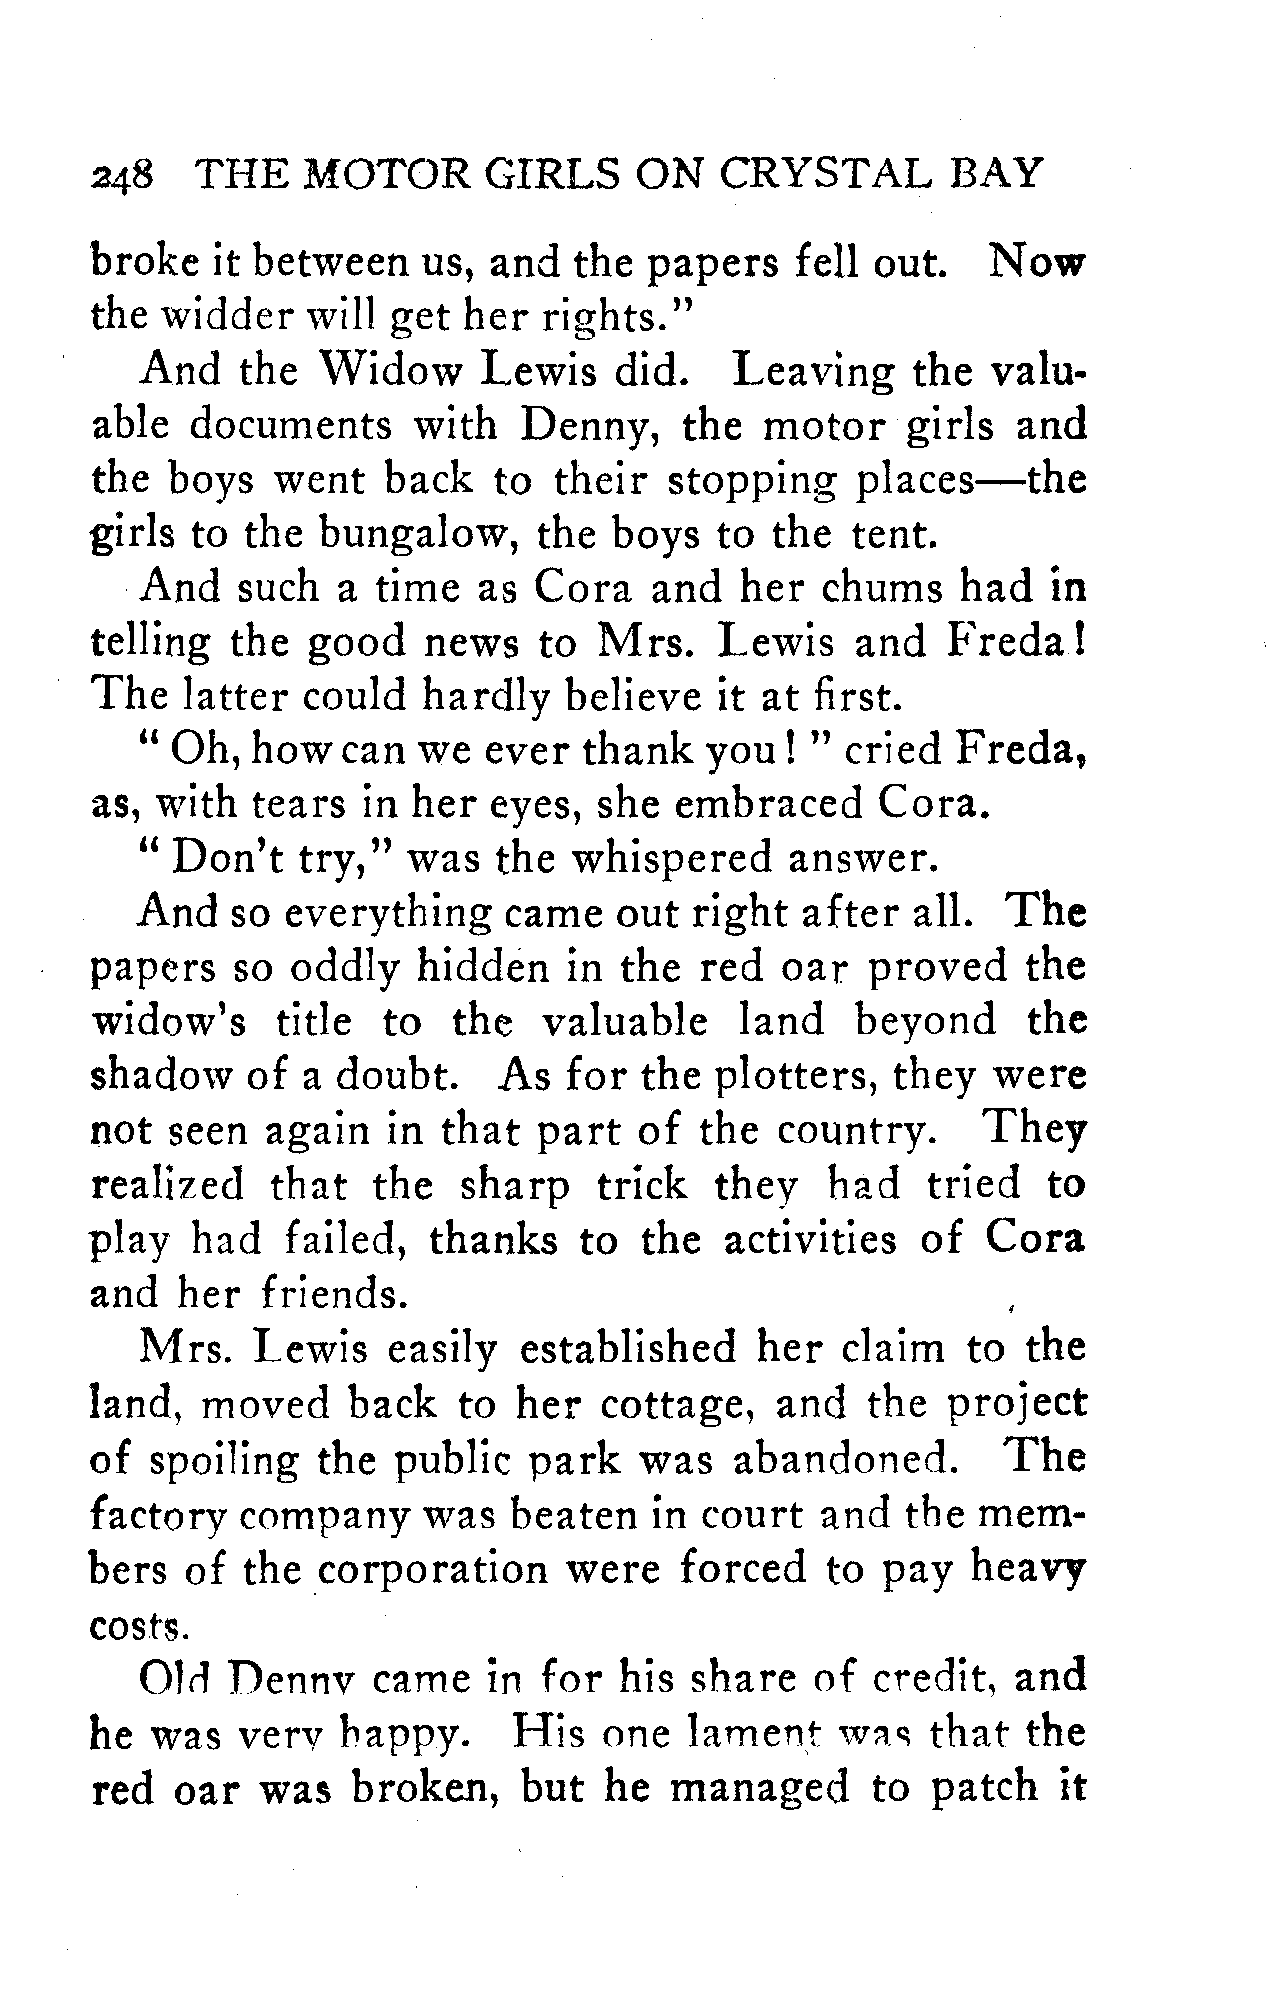 248 THE MOTOR GIRLS ON CRYSTAL BAY
broke it between us, and the papers fell out. Now
the widder will get her rights."
And the Widow Lewis did. Leaving the valu-
able documents with Denny, the motor girls and
the boys went back to their stopping places—the
girls to the bungalow, the boys to the tent.
And such a time as Cora and her chums had in
telling the good news to Mrs. Lewis and Freda!
The latter could hardly believe it at first.
" Oh, how can we ever thank you! " cried Freda,
as, with tears in her eyes, she embraced Cora.
" Don't try," was the whispered answer.
And so everything came out right after all. The
papers so oddly hidden in the red oar proved the
widow's title to the valuable land beyond the
shadow of a doubt. As for the plotters, they were
not seen again in that part of the country. They
realized that the sharp trick they had tried to
play had failed, thanks to the activities of Cora
and her friends.
Mrs. Lewis easily established her claim to the
land, moved back to her cottage, and the project
of spoiling the public park was abandoned. The
factory company was beaten in court and the mem-
bers of the corporation were forced to pay heavy
costs.
Old Denny came in for his share of credit, and
he was very happy. His one lament was that the
red oar was broken, but he managed to patch it